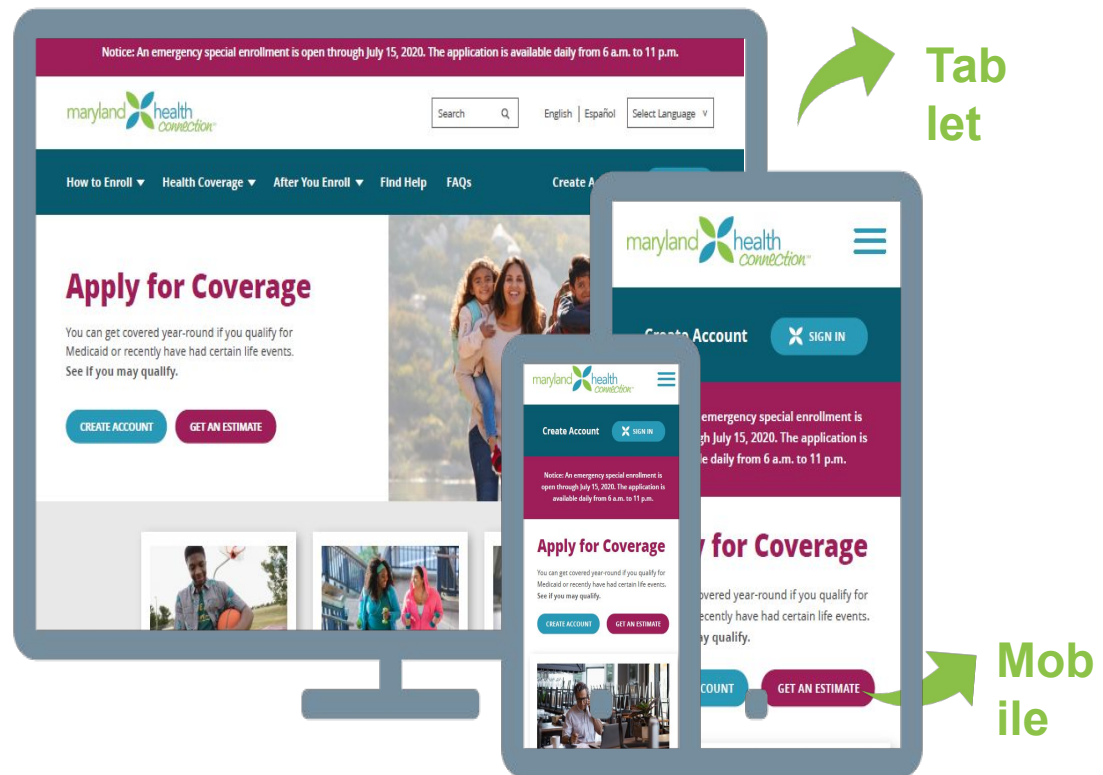 Notice: An emergency special enrollment is open through July 15, 2020. The application is available daily from 6 a.m. to 11 p.m.
maryland health
connection
Search English Español Select Language
How to Enroll Health Coverage After You Enroll Find Help FAQs Create A
Apply for Coverage
You can get covered year-round if you qualify for
Medicaid or recently have had certain life events.
See if you may qualify.
CREATE ACCOUNT GET AN ESTIMATE
Tab
let
maryland health
connection
Create Account SIGN IN
emergency special enrollment is
gh July 15, 2020. The application is
le daily from 6 a.m. to 11 p.m.
y for Coverage
overed year-round if you qualify for
recently have had certain life events.
ay qualify.
COUNT GET AN ESTIMATE
maryland health
connection
Create Account SIGN IN
Notice: An emergency special enrollment is
open through July 15, 2020. The application is
available daily from 6 a.m. to 11 p.m.
Apply for Coverage
You can get covered year-round if you qualify for
Medicaid or recently have had certain life events.
See if you may qualify.
CREATE ACCOUNT GET AN ESTIMATE
Mob
ile